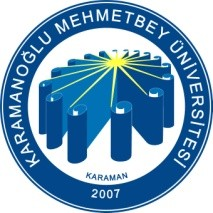 KARAMANOĞLU MEHMETBEY ÜNİVERSİTESİ
KARAMAN
2007